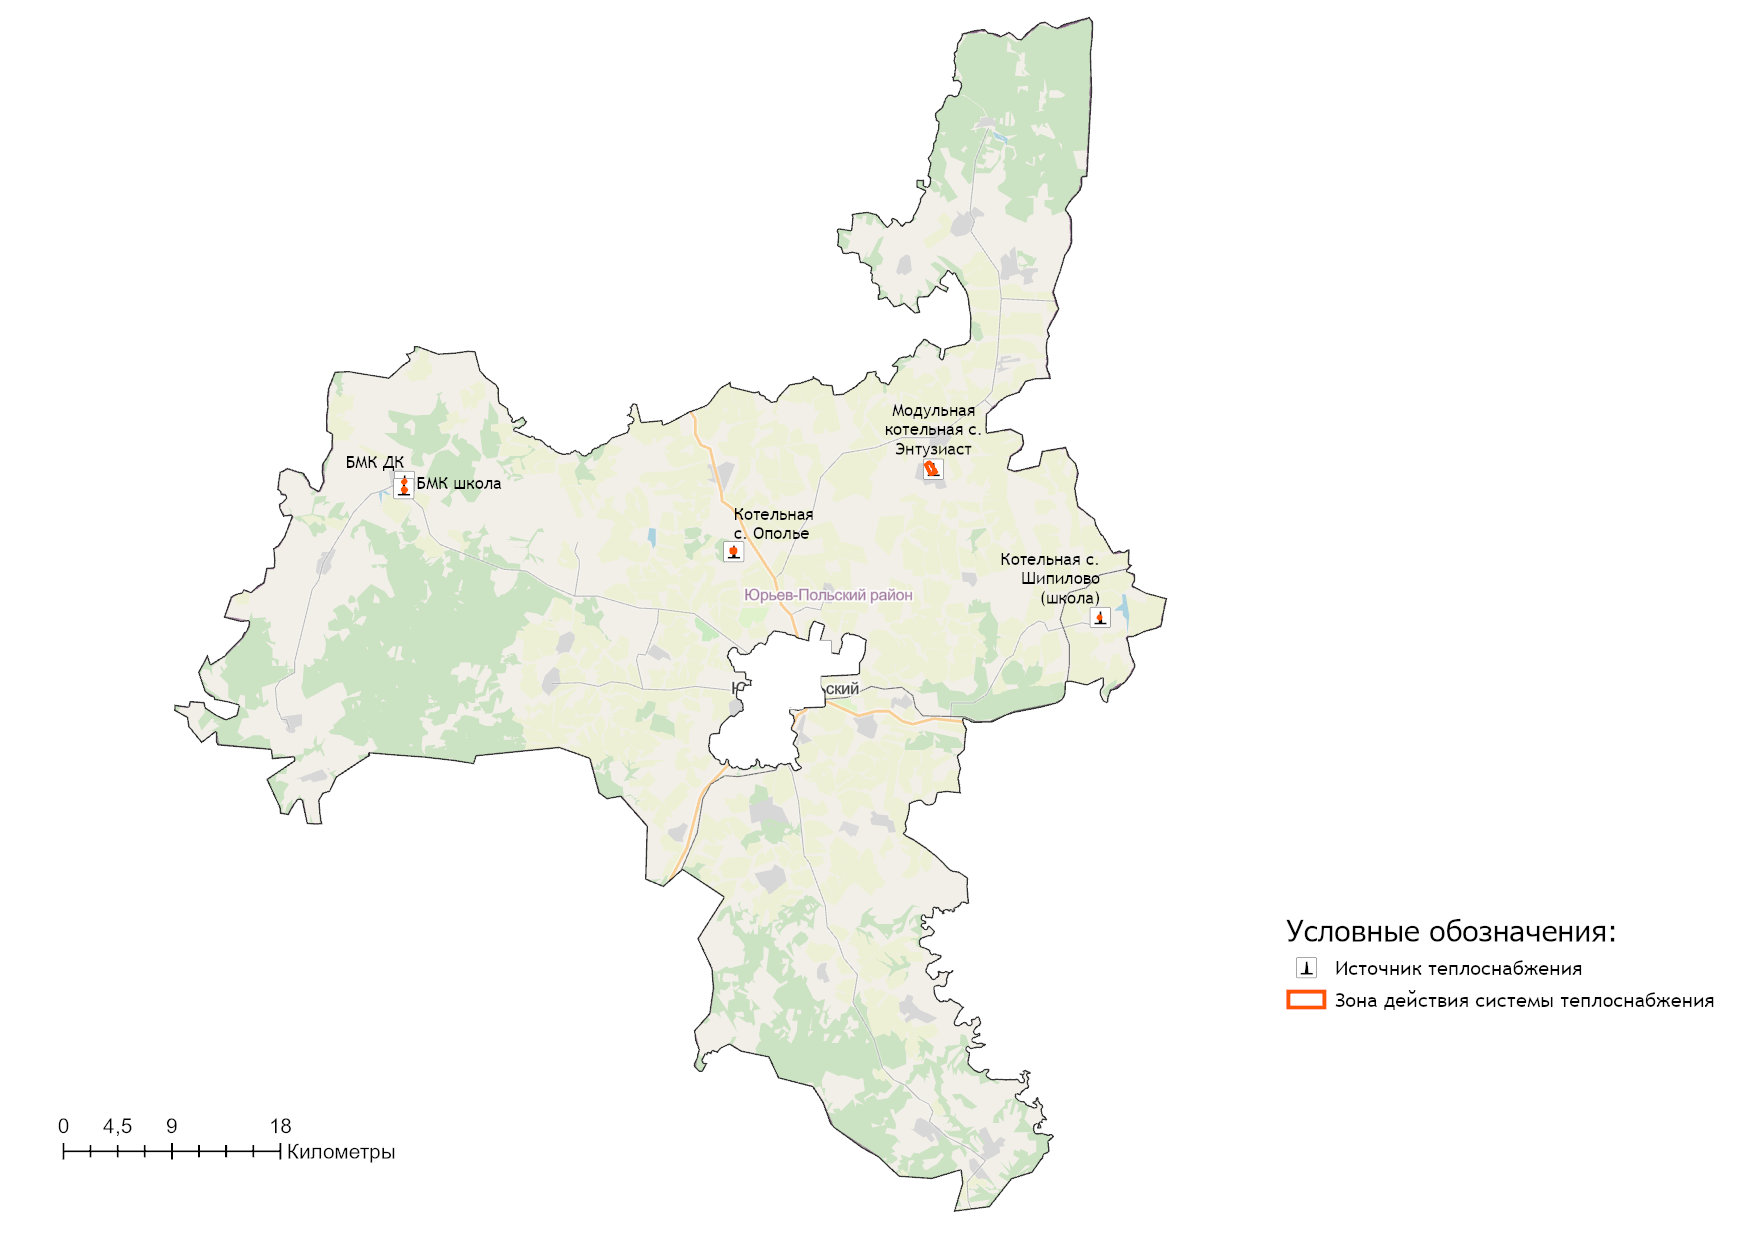 Модульная
котельная с.
Энтузиаст
БМК ДК
БМК школа
Котельная
с. Ополье
Котельная с.
Шипилово
(школа)
Юрьев-Польский район
ский
Условные обозначения:
Источник теплоснабжения
Зона действия системы теплоснабжения
0 4,5 9 18
Километры